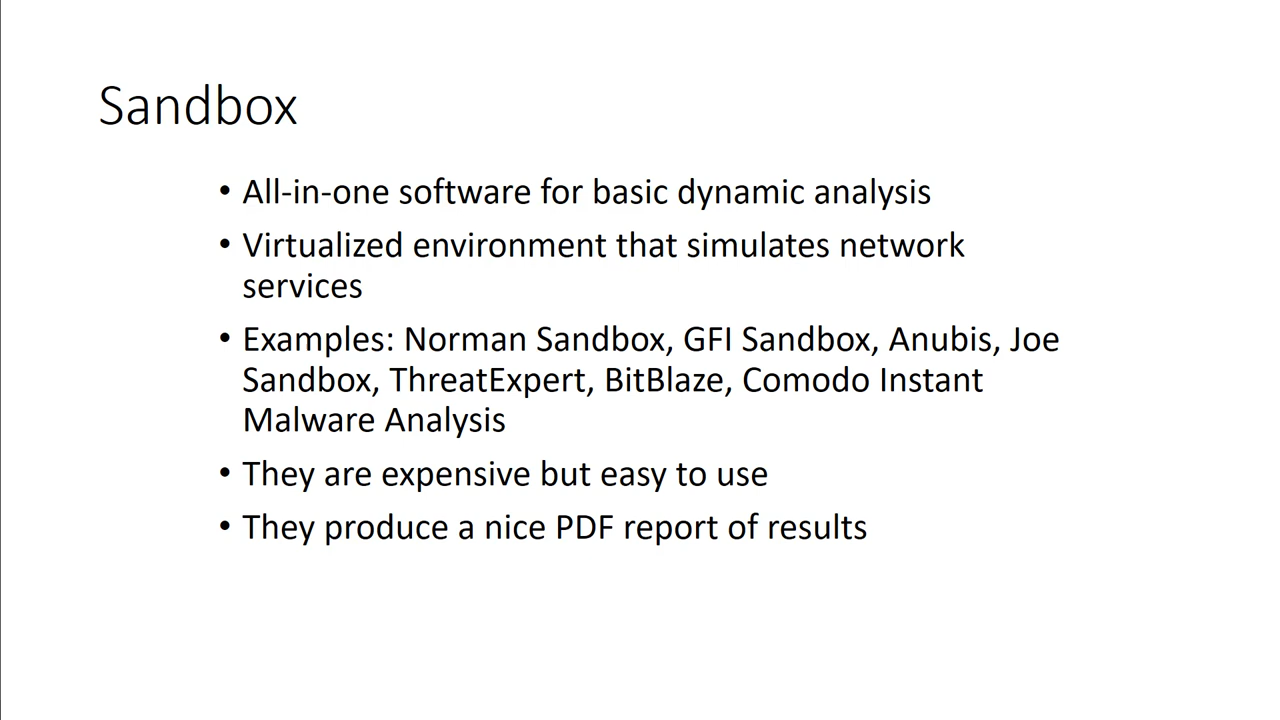 Sandbox
• All-in-one software for basic dynamic analysis
• Virtualized environment that simulates network
services
• Examples: Norman Sandbox, GFI Sandbox, Anubis, Joe
Sandbox, ThreatExpert, BitBlaze, Comodo Instant
Malware Analysis
• They are expensive but easy to use
• They produce a nice PDF report of results